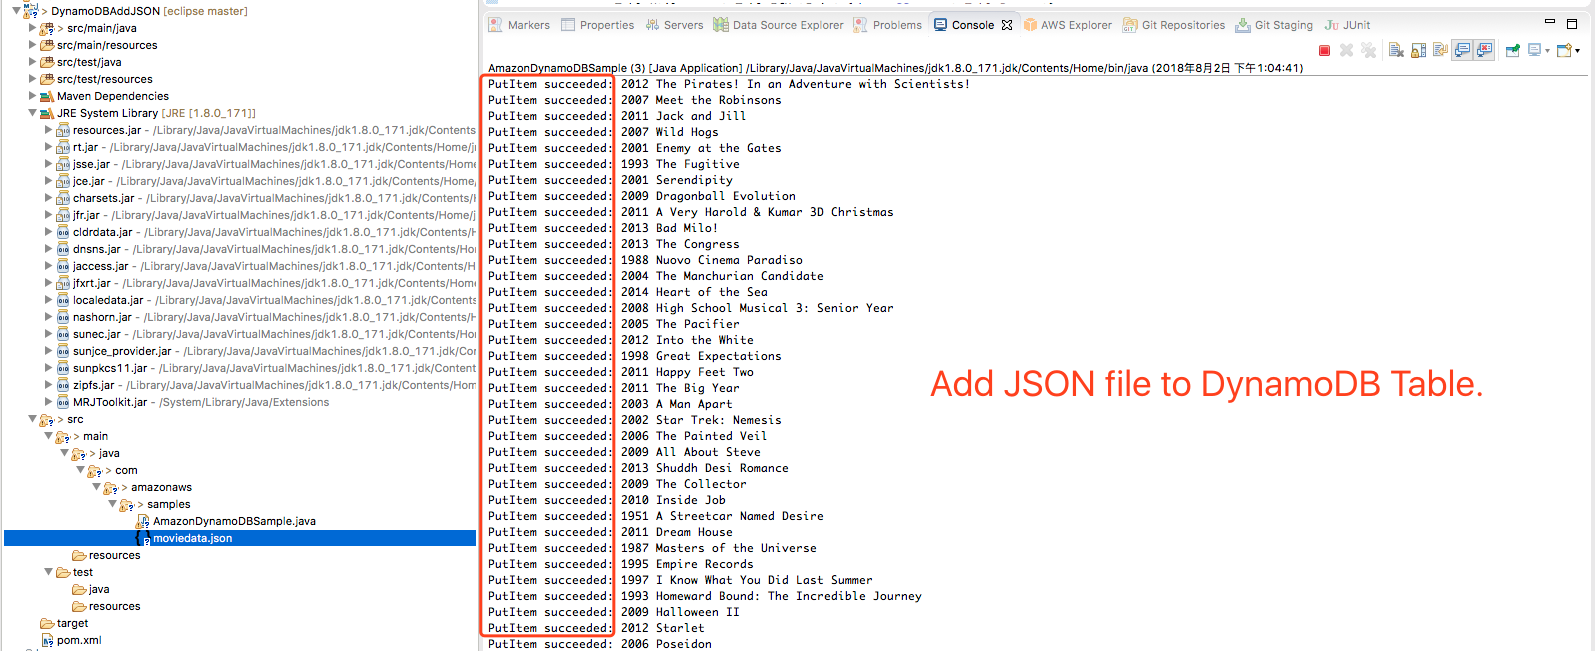 DynamoDBAddJSON [eclipse master]
> src/main/java
src/main/resources
src/test/java
src/test/resources
Maven Dependencies
JRE System Library [JRE [1.8.0_171]]
resources.jar - /Library/Java/JavaVirtualMachines/jdk1.8.0_171.jdk/Contents
rt.jar - /Library/Java/JavaVirtualMachines/jdk1.8.0_171.jdk/Contents/Home/j
jsse.jar - /Library/Java/JavaVirtualMachines/jdk1.8.0_171.jdk/Contents/Home
jce.jar - /Library/Java/JavaVirtualMachines/jdk1.8.0_171.jdk/Contents/Home,
charsets.jar - /Library/Java/JavaVirtualMachines/jdk1.8.0_171.jdk/Contents/
jfr.jar - /Library/Java/JavaVirtualMachines/jdk1.8.0_171.jdk/Contents/Home/j
cldrdata.jar - /Library/Java/JavaVirtualMachines/jdk1.8.0_171.jdk/Contents/
dnsns.jar - /Library/Java/JavaVirtualMachines/jdk1.8.0_171.jdk/Contents/Hor
jaccess.jar - /Library/Java/JavaVirtualMachines/jdk1.8.0_171.jdk/Contents/H
jfxrt.jar - /Library/Java/JavaVirtualMachines/jdk1.8.0_171.jdk/Contents/Hom
localedata.jar - /Library/Java/JavaVirtualMachines/jdk1.8.0_171.jdk/Contents
nashorn.jar - /Library/Java/JavaVirtualMachines/jdk1.8.0_171.jdk/Contents/
sunec.jar - /Library/Java/JavaVirtualMachines/jdk1.8.0_171.jdk/Contents/Ho
sunjce_provider.jar - /Library/Java/JavaVirtualMachines/jdk1.8.0_171.jdk/Cor
sunpkcs11.jar - /Library/Java/JavaVirtualMachines/jdk1.8.0_171.jdk/Contents
zipfs.jar - /Library/Java/JavaVirtualMachines/jdk1.8.0_171.jdk/Contents/Hom
MRJToolkit.jar - /System/Library/Java/Extensions
> src
> main
> java
> com
> amazonaws
> samples
AmazonDynamoDBSample.java
moviedata.json
resources
test
java
resources
target
pom.xml
Markers Properties Servers Data Source Explorer Problems Console AWS Explorer Git Repositories Git Staging Ju JUnit
AmazonDynamoDBSample (3) [Java Application] /Library/Java/JavaVirtualMachines/jdk1.8.0_171.jdk/Contents/Home/bin/java (2018年8月2日 下午1:04:41)
PutItem succeeded: 2012 The Pirates! In an Adventure with Scientists!
PutItem succeeded: 2007 Meet the Robinsons
PutItem succeeded: 2011 Jack and Jill
PutItem succeeded: 2007 Wild Hogs
PutItem succeeded: 2001 Enemy at the Gates
PutItem succeeded: 1993 The Fugitive
PutItem succeeded: 2001 Serendipity
PutItem succeeded: 2009 Dragonball Evolution
PutItem succeeded: 2011 A Very Harold & Kumar 3D Christmas
PutItem succeeded: 2013 Bad Milo!
PutItem succeeded: 2013 The Congress
PutItem succeeded: 1988 Nuovo Cinema Paradiso
PutItem succeeded: 2004 The Manchurian Candidate
PutItem succeeded: 2014 Heart of the Sea
PutItem succeeded: 2008 High School Musical 3: Senior Year
PutItem succeeded: 2005 The Pacifier
PutItem succeeded: 2012 Into the White
PutItem succeeded: 1998 Great Expectations
PutItem succeeded: 2011 Happy Feet Two
PutItem succeeded: 2011 The Big Year
PutItem succeeded: 2003 A Man Apart
PutItem succeeded: 2002 Star Trek: Nemesis
PutItem succeeded: 2006 The Painted Veil
PutItem succeeded: 2009 All About Steve
PutItem succeeded: 2013 Shuddh Desi Romance
PutItem succeeded: 2009 The Collector
PutItem succeeded: 2010 Inside Job
PutItem succeeded: 1951 A Streetcar Named Desire
PutItem succeeded: 2011 Dream House
PutItem succeeded: 1987 Masters of the Universe
PutItem succeeded: 1995 Empire Records
PutItem succeeded: 1997 I Know What You Did Last Summer
PutItem succeeded: 1993 Homeward Bound: The Incredible Journey
PutItem succeeded: 2009 Halloween II
PutItem succeeded: 2012 Starlet
PutItem succeeded: 2006 Poseidon
Add JSON file to DynamoDB Table.